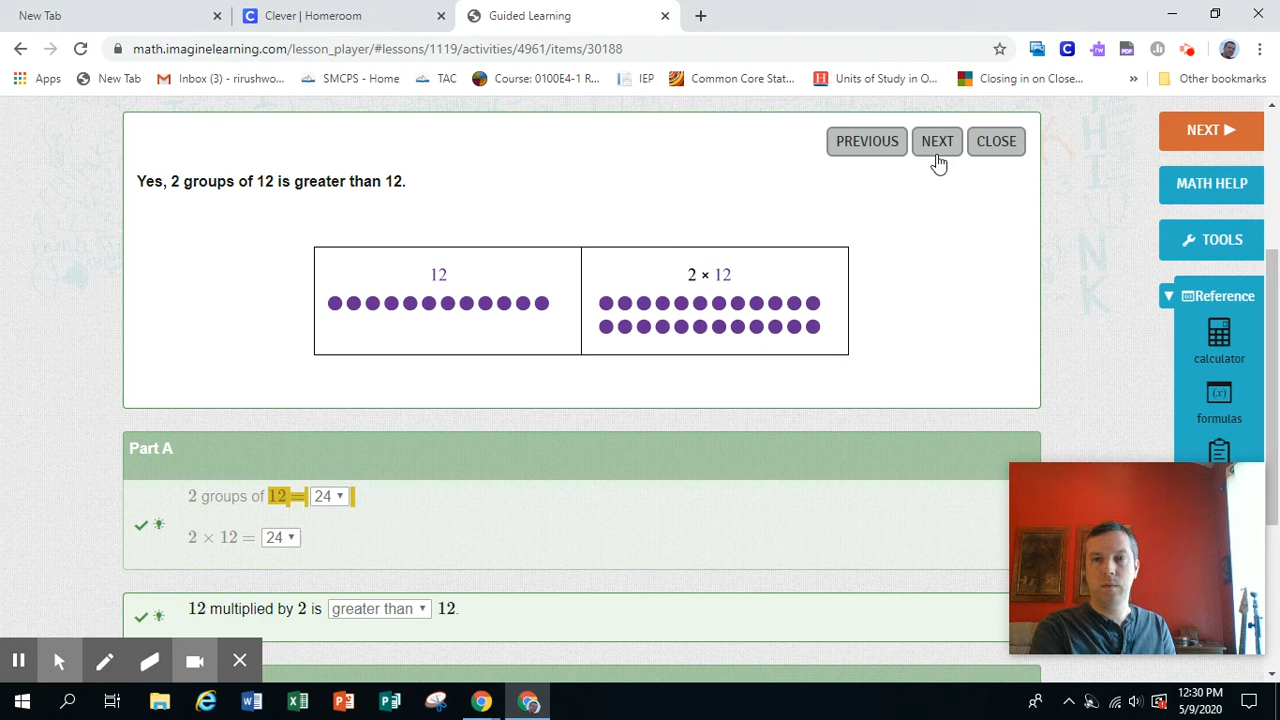 New Tab
Clever | Homeroom
Guided Learning
math.imaginelearning.com/lesson_player/#lessons/1119/activities/4961/items/30188
Apps
New Tab
Inbox (3) - rirushwo...
SMCPS - Home
TAC
Course: 0100E4-1 R...
IEP
Common Core Stat...
Units of Study in O...
Closing in on Close...
»
Other bookmarks
PREVIOUS
NEXT
CLOSE
NEXT
MATH HELP
TOOLS
Reference
calculator
(x)
formulas
Yes, 2 groups of 12 is greater than 12.
12
2 × 12
Part A
2 groups of 12 = 24
2 × 12 = 24
12 multiplied by 2 is greater than 12.
12:30 PM
5/9/2020